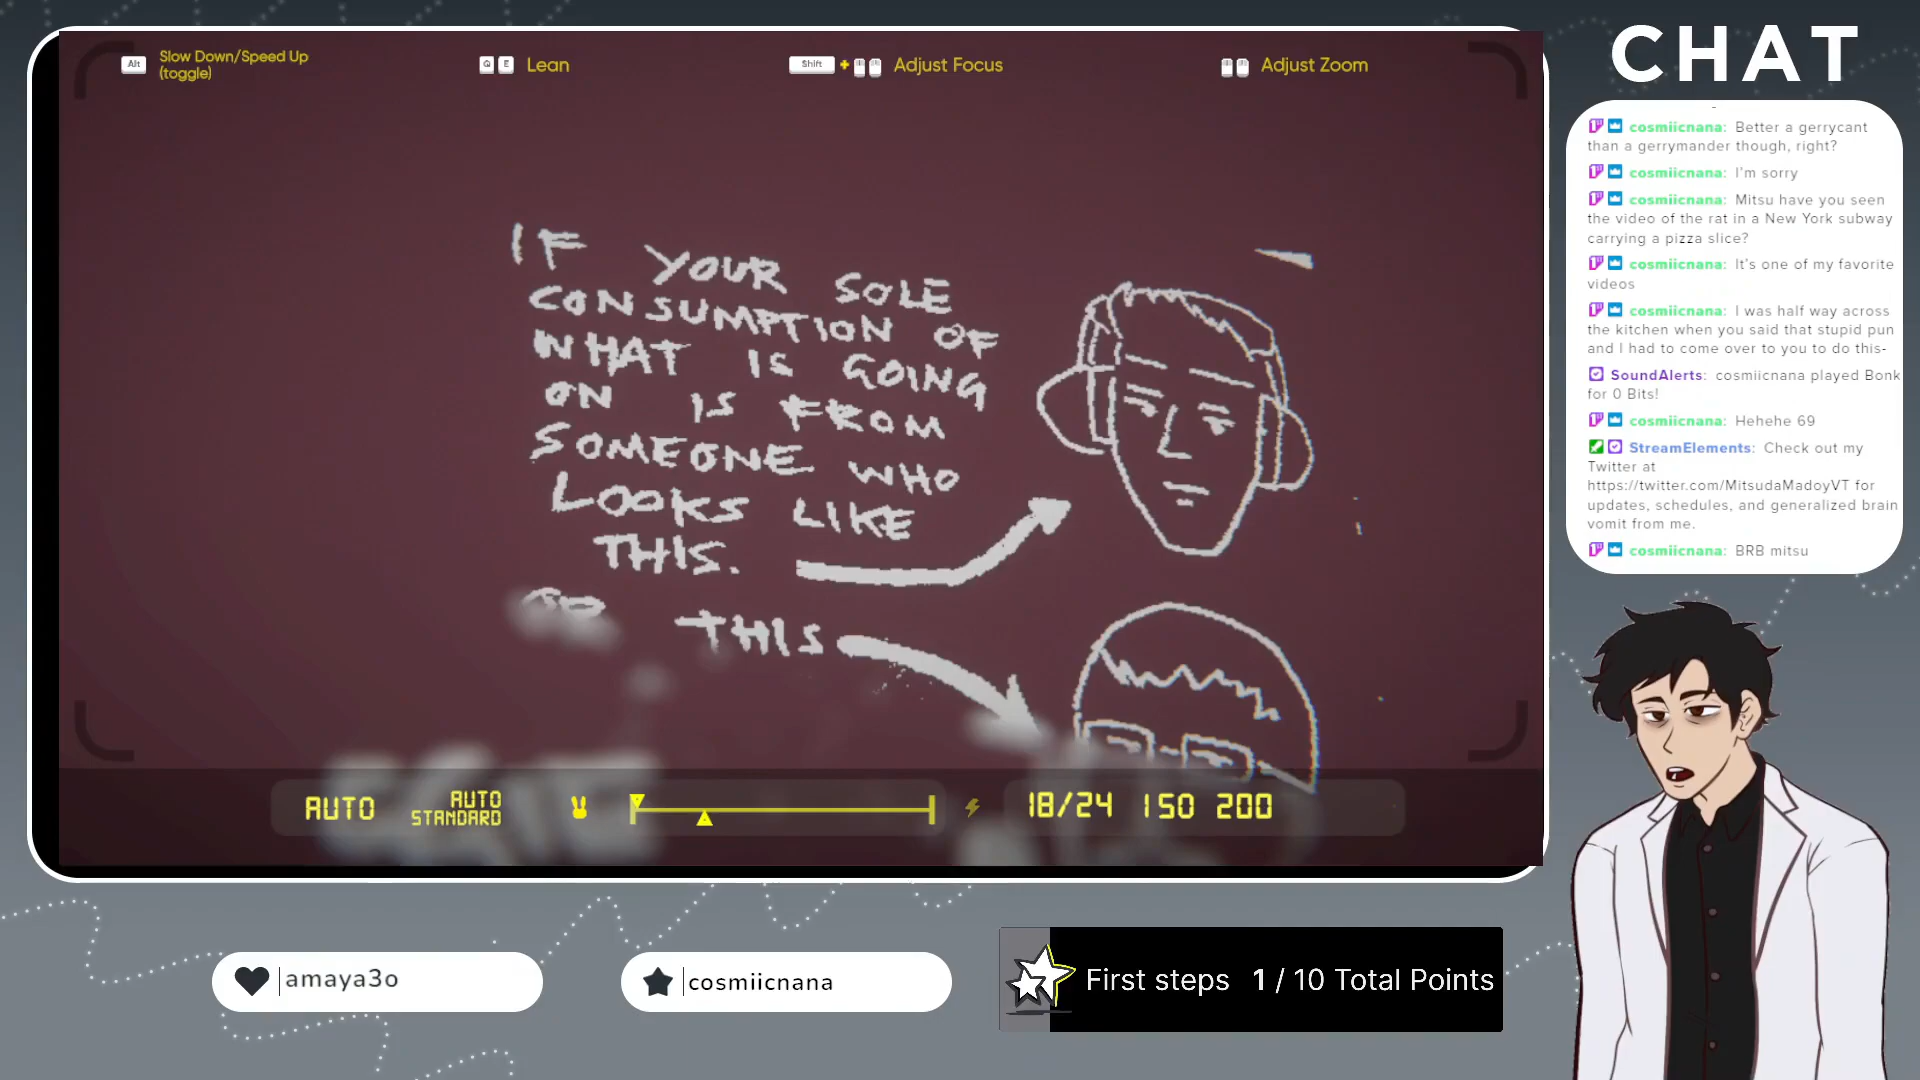 Alt Slow Down/Speed Up
(toggle)
Q E Lean
Shift + Adjust Focus
Adjust Zoom
IF YOUR SOLE
CONSUMPTION OF
WHAT IS GOING
ON IS FROM
SOMEONE WHO
LOOKS LIKE
THIS.
THIS
AUTO
AUTO
STANDARD
18/24 150 200
CHAT
cosmiicnana: Better a gerrycant
than a gerrymander though, right?
cosmiicnana: I'm sorry
cosmiicnana: Mitsu have you seen
the video of the rat in a New York subway
carrying a pizza slice?
cosmiicnana: It's one of my favorite
videos
cosmiicnana: I was half way across
the kitchen when you said that stupid pun
and I had to come over to you to do this-
SoundAlerts: cosmiicnana played Bonk
for 0 Bits!
cosmiicnana: Hehehe 69
StreamElements: Check out my
Twitter at
https://twitter.com/MitsudaMadoyVT for
updates, schedules, and generalized brain
vomit from me.
cosmiicnana: BRB mitsu
amaya3o
cosmiicnana
First steps 1 / 10 Total Points